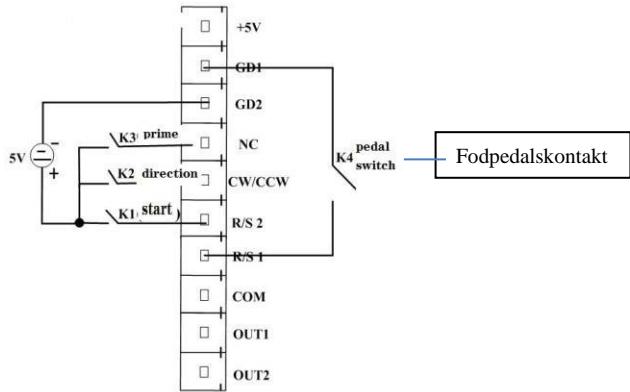 +5V
GD1
GD2
K3( prime
NC
5V
-
+
K2 direction
CW/CCW
K1( start )
R/S 2
R/S 1
COM
OUT1
OUT2
K4 pedal
switch
Fodpedalskontakt